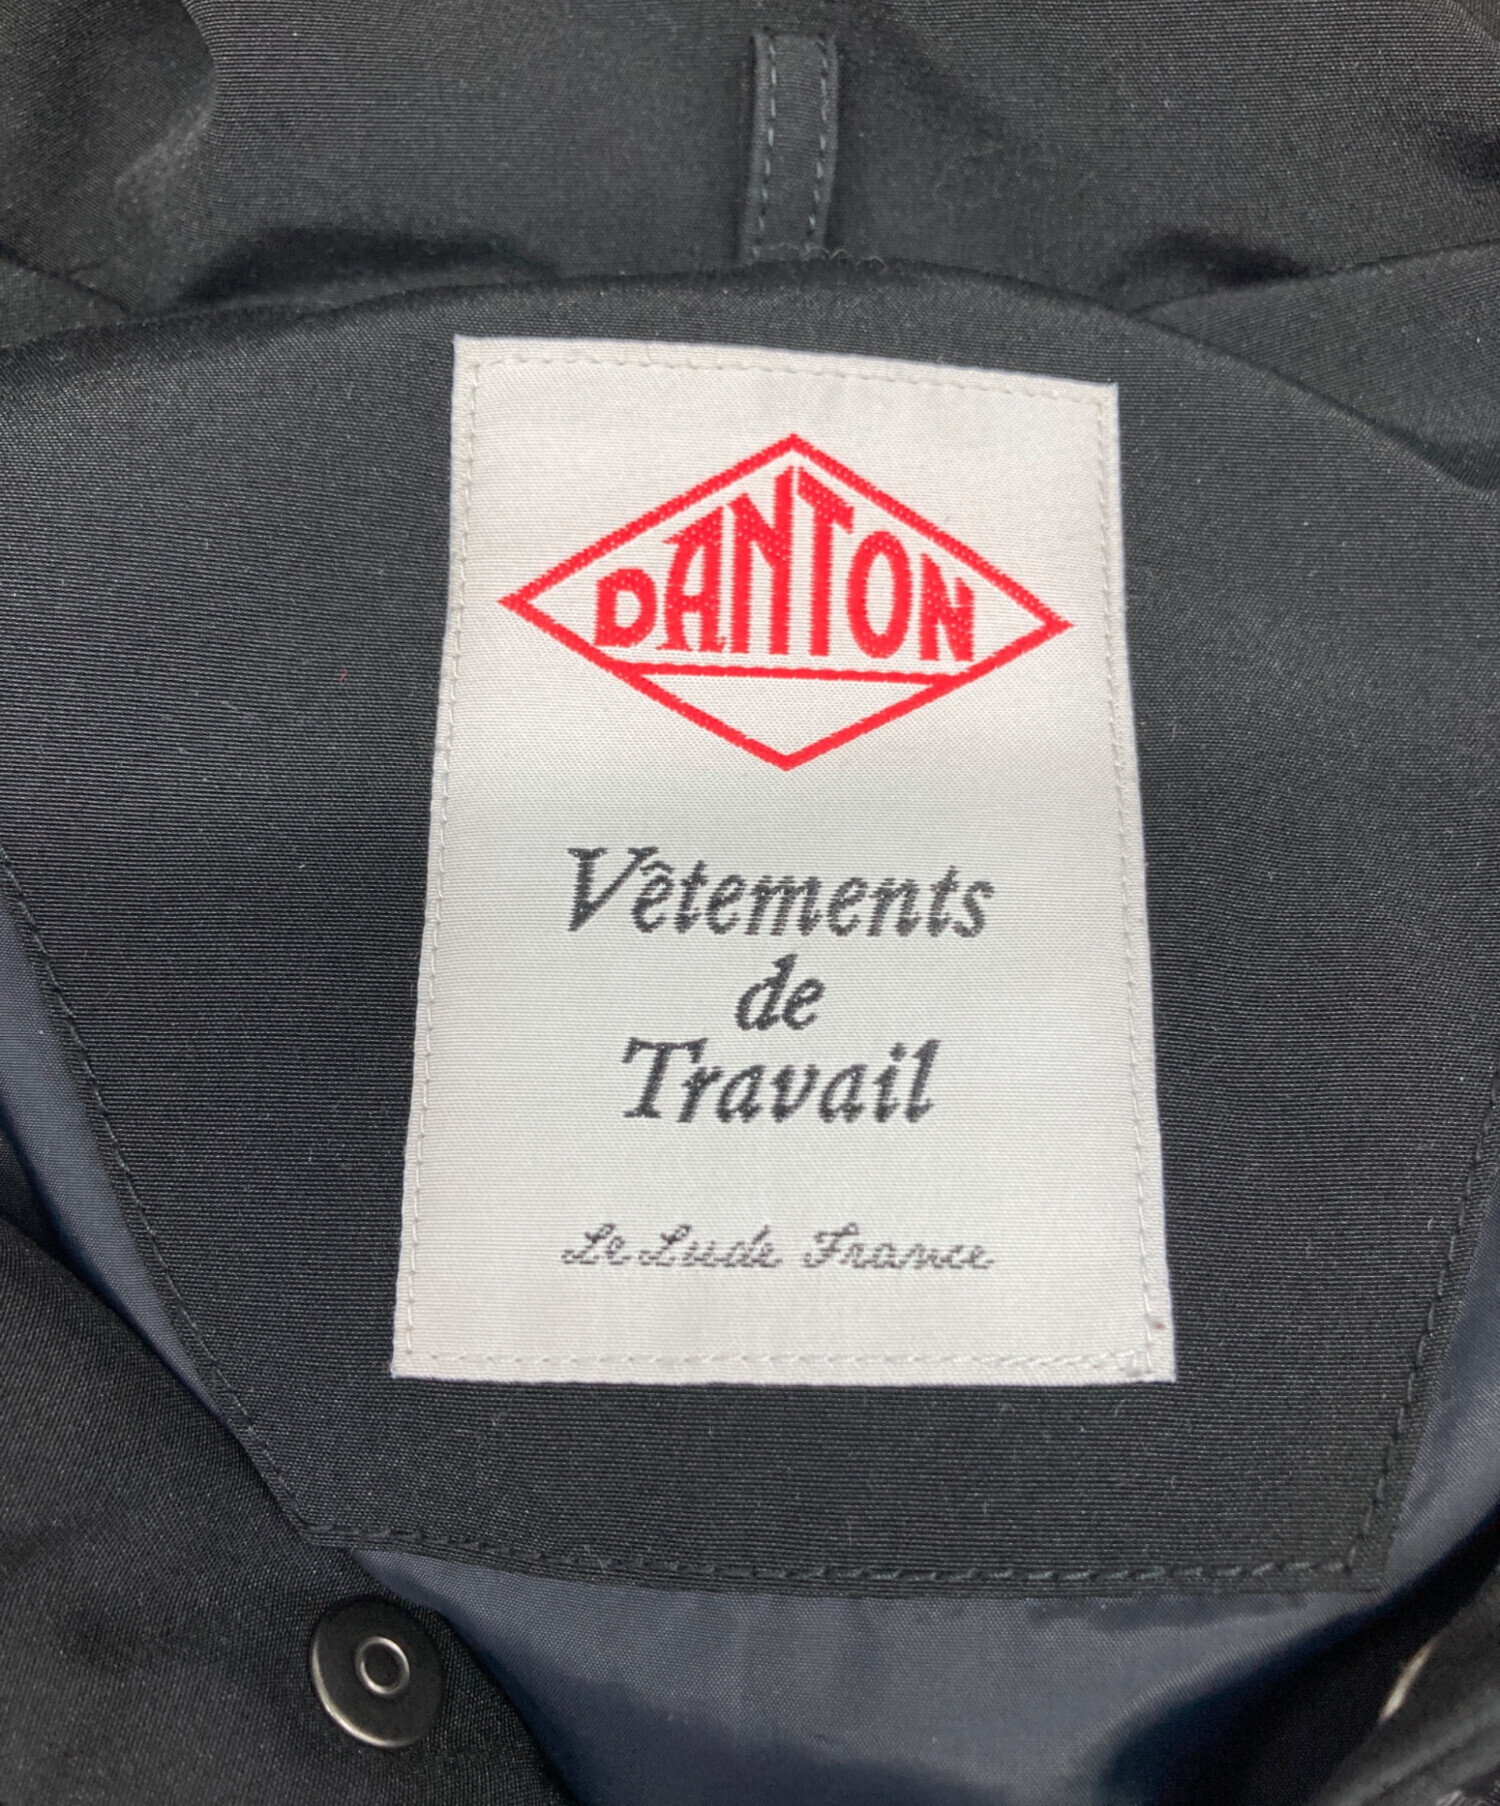 DANTON
Vêtements
de
Travail
Le Lude France